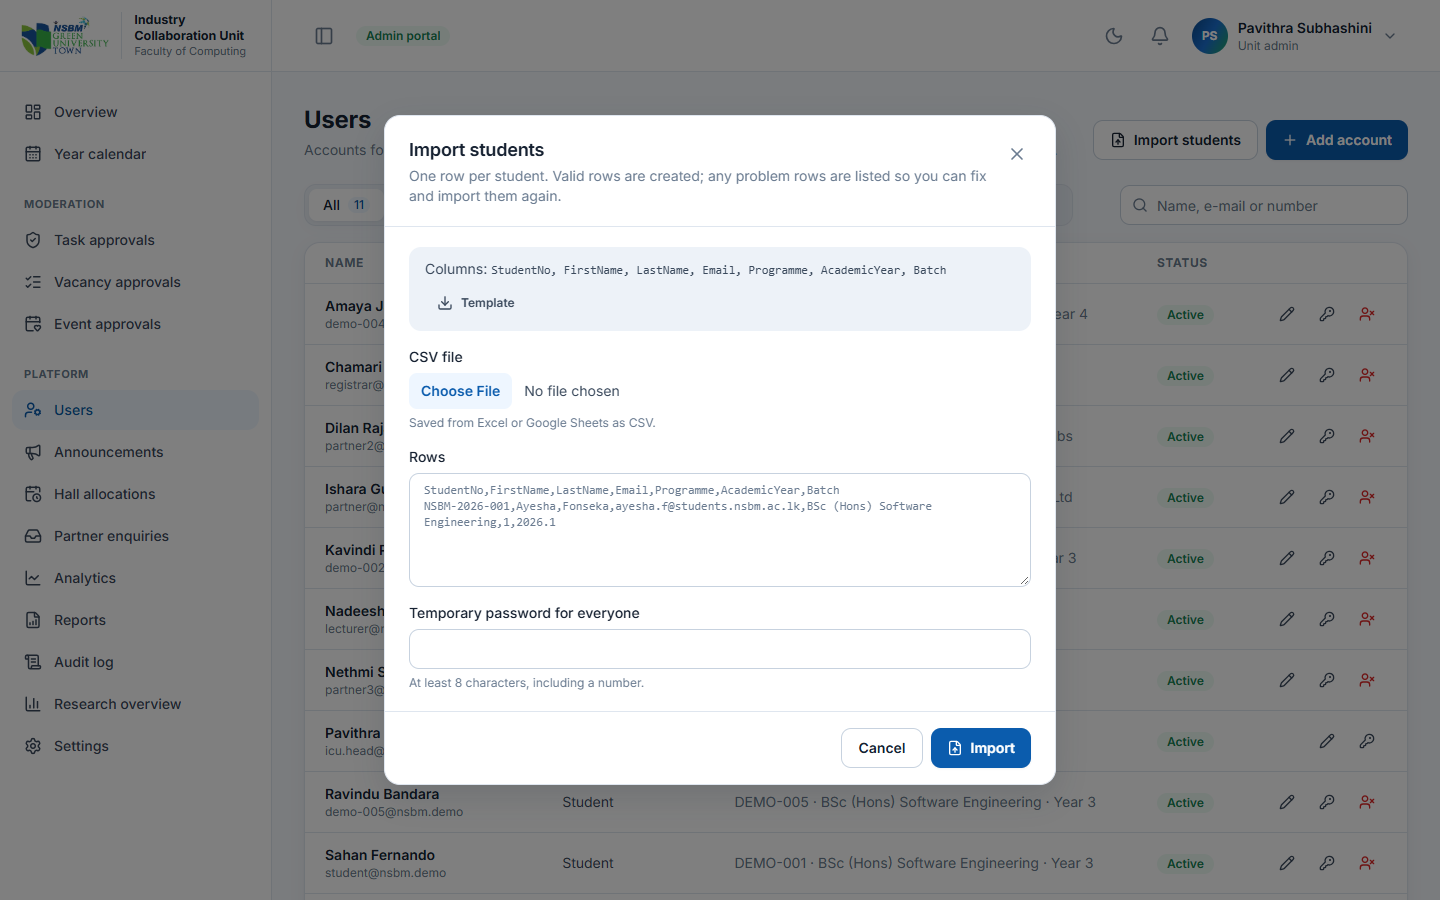 NSBM
GREEN
UNIVERSITY
TOWN
Industry
Collaboration Unit
Faculty of Computing
Admin portal
PS
Pavithra Subhashini
Unit admin
Overview
Year calendar
MODERATION
Task approvals
Vacancy approvals
Event approvals
PLATFORM
Users
Announcements
Hall allocations
Partner enquiries
Analytics
Reports
Audit log
Research overview
Settings
Users
Accounts fo
Import students
Add account
All 11
Name, e-mail or number
NAME
STATUS
Amaya J
demo-004
ear 4
Active
Chamari
registrar@
Active
Dilan Raj
partner2@
bs
Active
Ishara Gu
partner@n
Ltd
Active
Kavindi P
demo-002
ar 3
Active
Nadeesh
lecturer@n
Active
Nethmi S
partner3@
Active
Pavithra
icu.head@
Active
Ravindu Bandara
demo-005@nsbm.demo
Student
DEMO-005 · BSc (Hons) Software Engineering · Year 3
Active
Sahan Fernando
student@nsbm.demo
Student
DEMO-001 · BSc (Hons) Software Engineering · Year 3
Active
Import students
One row per student. Valid rows are created; any problem rows are listed so you can fix
and import them again.
Columns: StudentNo, FirstName, LastName, Email, Programme, AcademicYear, Batch
Template
CSV file
Choose File No file chosen
Saved from Excel or Google Sheets as CSV.
Rows
StudentNo,FirstName,LastName,Email,Programme,AcademicYear,Batch
NSBM-2026-001,Ayesha,Fonseka,ayesha.f@students.nsbm.ac.lk,BSc (Hons) Software
Engineering,1,2026.1
Temporary password for everyone
At least 8 characters, including a number.
Cancel
Import